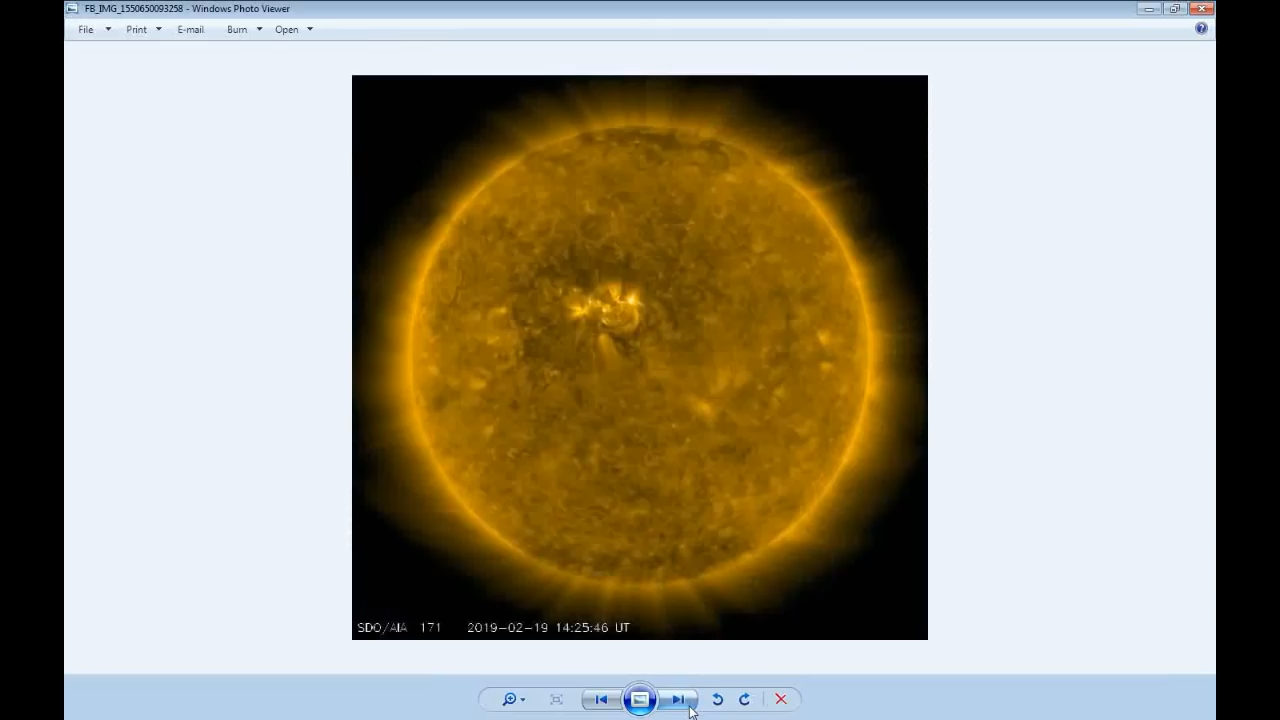 FB_IMG_1550650093258 - Windows Photo Viewer
File Print E-mail Burn Open
SDO/AIA 171 2019-02-19 14:25:46 UT